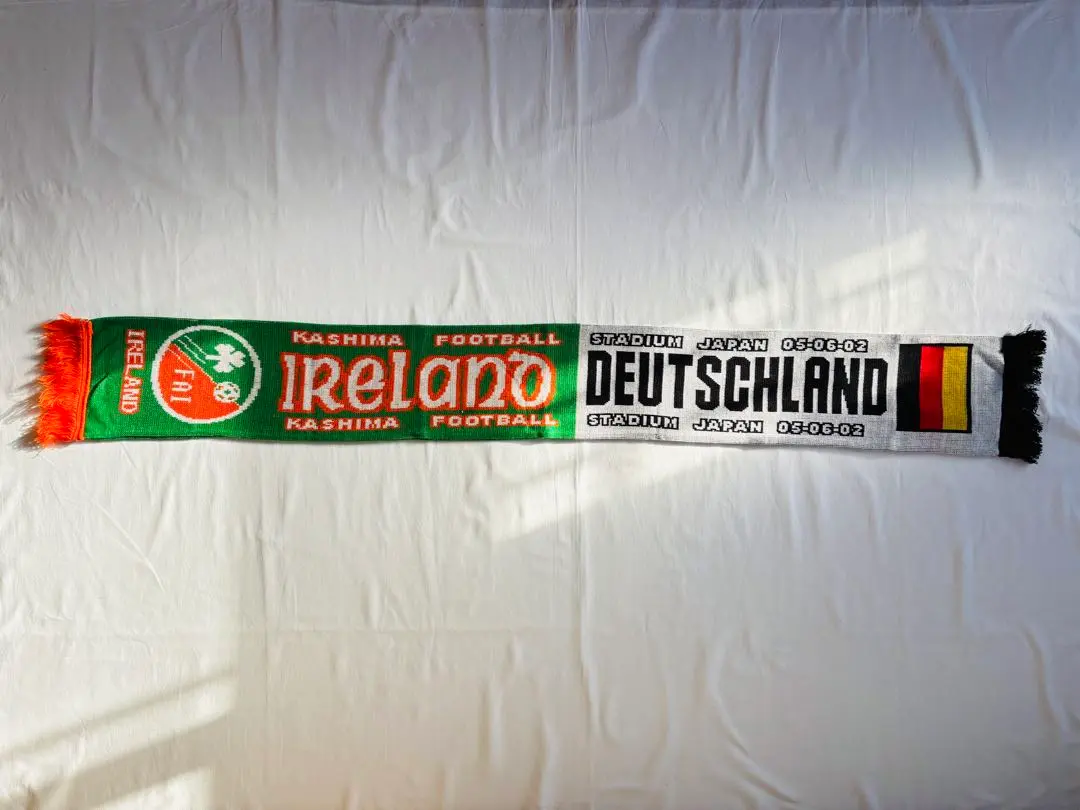 IRELAND
FAI
KASHIMA FOOTBALL STADIUM JAPAN 05-06-02
IRELAND DEUTSCHLAND
KASHIMA FOOTBALL STADIUM JAPAN 05-06-02